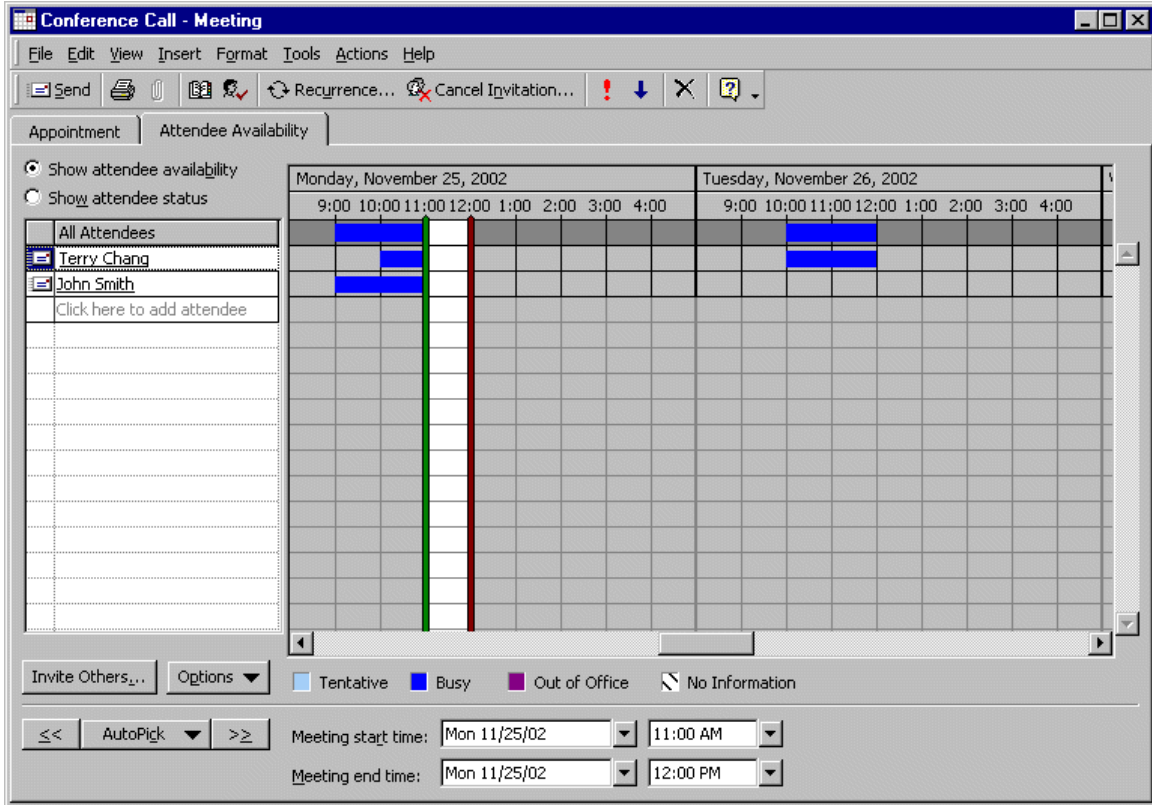 Conference Call - Meeting
File Edit View Insert Format Tools Actions Help
Send Recurrence... Cancel Invitation...
Appointment Attendee Availability
Show attendee availability
Show attendee status
Monday, November 25, 2002 Tuesday, November 26, 2002
9:00 10:00 11:00 12:00 1:00 2:00 3:00 4:00 9:00 10:00 11:00 12:00 1:00 2:00 3:00 4:00
All Attendees
Terry Chang
John Smith
Click here to add attendee
Invite Others... Options
Tentative Busy Out of Office No Information
<< AutoPick >>
Meeting start time: Mon 11/25/02 11:00 AM
Meeting end time: Mon 11/25/02 12:00 PM